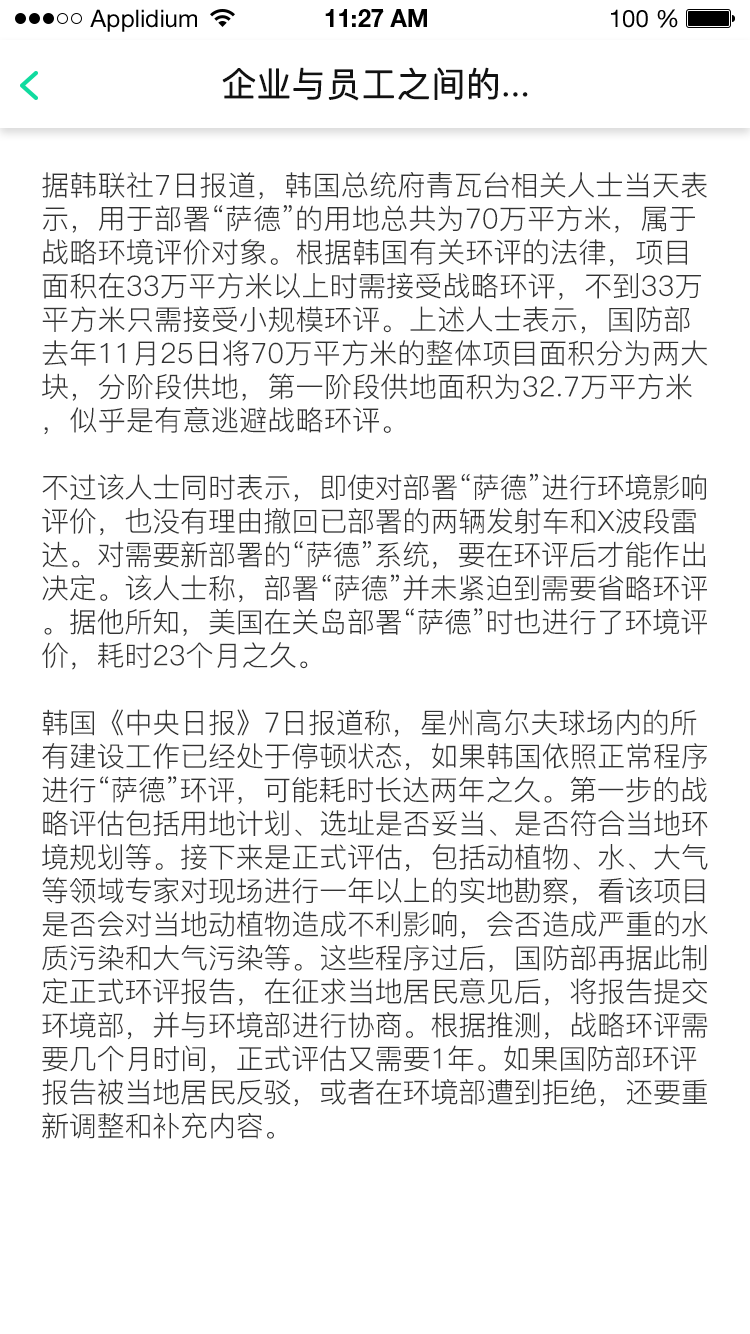 Applidium 11:27 AM 100 %
企业与员工之间的...
据韩联社7日报道，韩国总统府青瓦台相关人士当天表
示，用于部署“萨德”的用地总共为70万平方米，属于
战略环境评价对象。根据韩国有关环评的法律，项目
面积在33万平方米以上时需接受战略环评，不到33万
平方米只需接受小规模环评。上述人士表示，国防部
去年11月25日将70万平方米的整体项目面积分为两大
块，分阶段供地，第一阶段供地面积为32.7万平方米
，似乎是有意逃避战略环评。
不过该人士同时表示，即使对部署“萨德”进行环境影响
评价，也没有理由撤回已部署的两辆发射车和X波段雷
达。对需要新部署的“萨德”系统，要在环评后才能作出
决定。该人士称，部署“萨德”并未紧迫到需要省略环评
。据他所知，美国在关岛部署“萨德”时也进行了环境评
价，耗时23个月之久。
韩国《中央日报》7日报道称，星州高尔夫球场内的所
有建设工作已经处于停顿状态，如果韩国依照正常程序
进行“萨德”环评，可能耗时长达两年之久。第一步的战
略评估包括用地计划、选址是否妥当、是否符合当地环
境规划等。接下来是正式评估，包括动植物、水、大气
等领域专家对现场进行一年以上的实地勘察，看该项目
是否会对当地动植物造成不利影响，会否造成严重的水
质污染和大气污染等。这些程序过后，国防部再据此制
定正式环评报告，在征求当地居民意见后，将报告提交
环境部，并与环境部进行协商。根据推测，战略环评需
要几个月时间，正式评估又需要1年。如果国防部环评
报告被当地居民反驳，或者在环境部遭到拒绝，还要重
新调整和补充内容。